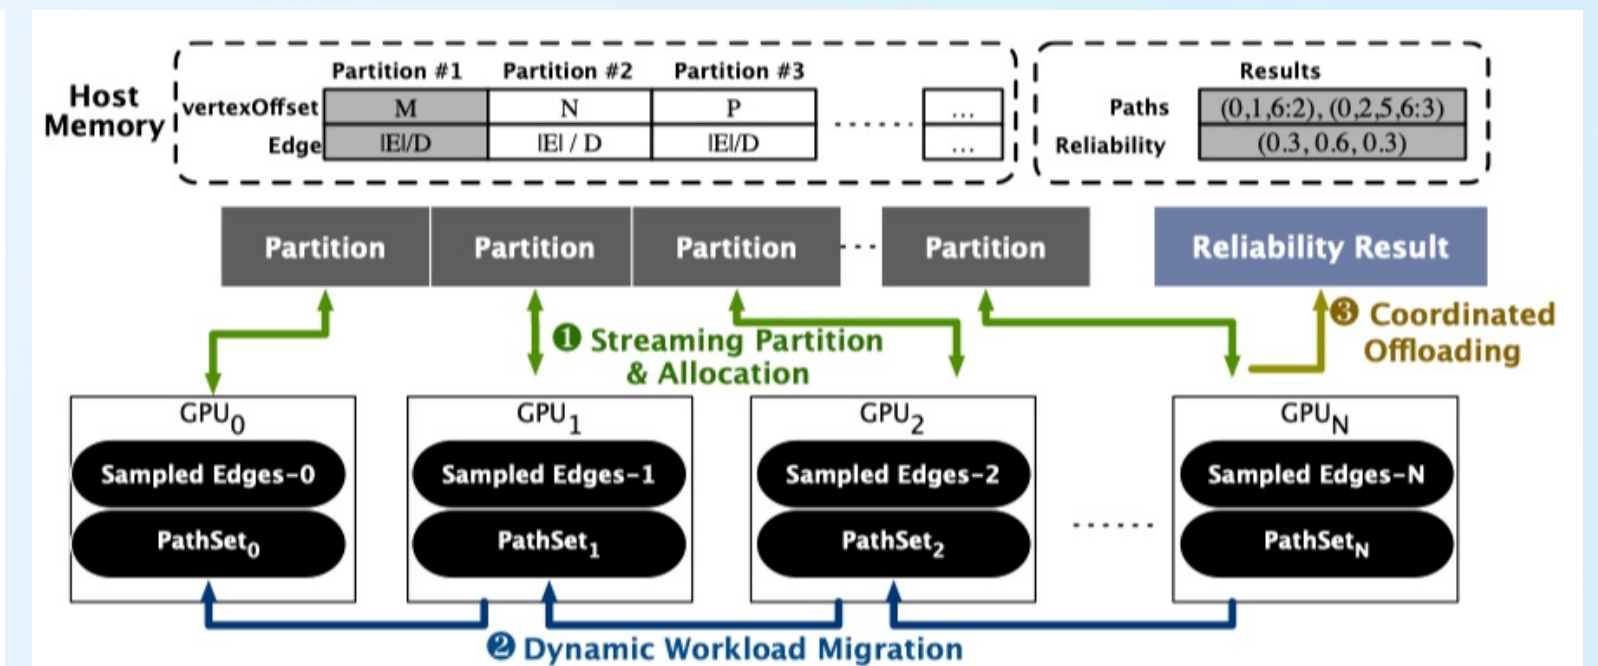 Host
Memory
Partition #1 Partition #2 Partition #3
vertexOffset M N P ........ ...
Edge |E|/D |E| / D |E|/D ...
Results
Paths (0,1,6:2), (0,2,5,6:3)
Reliability (0.3, 0.6, 0.3)
Partition Partition Partition ... Partition Reliability Result
❶ Streaming Partition
& Allocation
❸ Coordinated
Offloading
GPU0 GPU1 GPU2 GPUN
Sampled Edges-0 Sampled Edges-1 Sampled Edges-2 Sampled Edges-N
PathSet0 PathSet1 PathSet2 ........ PathSetN
❷ Dynamic Workload Migration